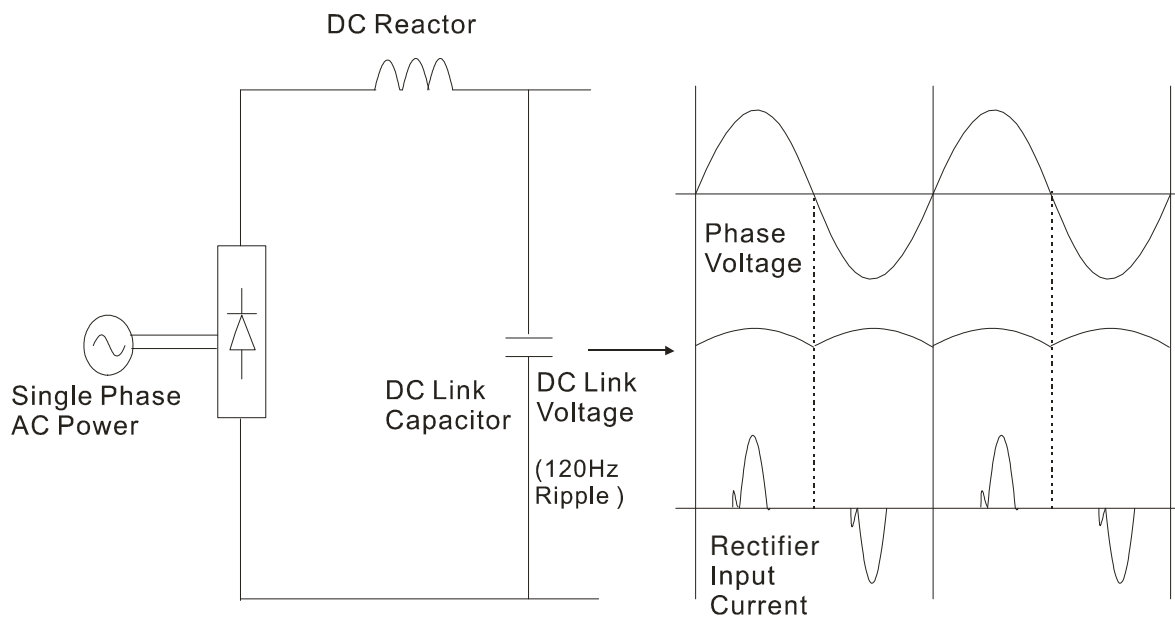 DC Reactor
Single Phase
AC Power
DC Link
Capacitor
DC Link
Voltage
(120Hz
Ripple )
Phase
Voltage
Rectifier
Input
Current